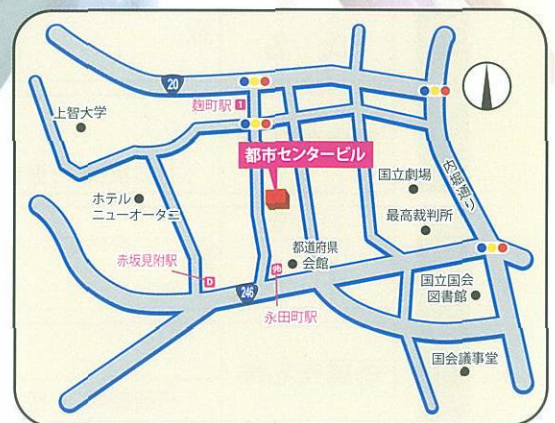 20
麹町駅 1
上智大学
都市センタービル
国立劇場
内堀通り
ホテル
ニューオータニ
最高裁判所
都道府県
会館
赤坂見附駅
D
246
永田町駅
国立国会
図書館
国会議事堂